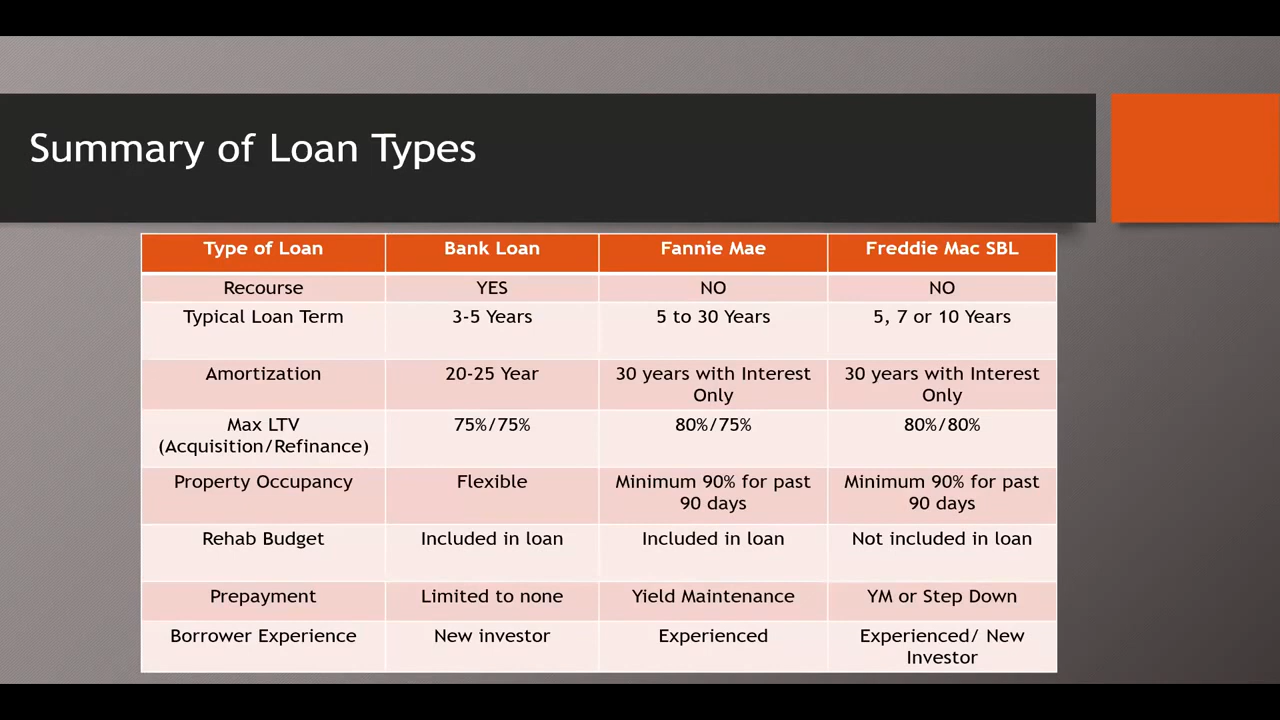 Summary of Loan Types
Type of Loan Bank Loan Fannie Mae Freddie Mac SBL
Recourse YES NO NO
Typical Loan Term 3-5 Years 5 to 30 Years 5, 7 or 10 Years
Amortization 20-25 Year 30 years with Interest 30 years with Interest
Only Only
Max LTV 75%/75% 80%/75% 80%/80%
(Acquisition/Refinance)
Property Occupancy Flexible Minimum 90% for past Minimum 90% for past
90 days 90 days
Rehab Budget Included in loan Included in loan Not included in loan
Prepayment Limited to none Yield Maintenance YM or Step Down
Borrower Experience New investor Experienced Experienced/ New
Investor